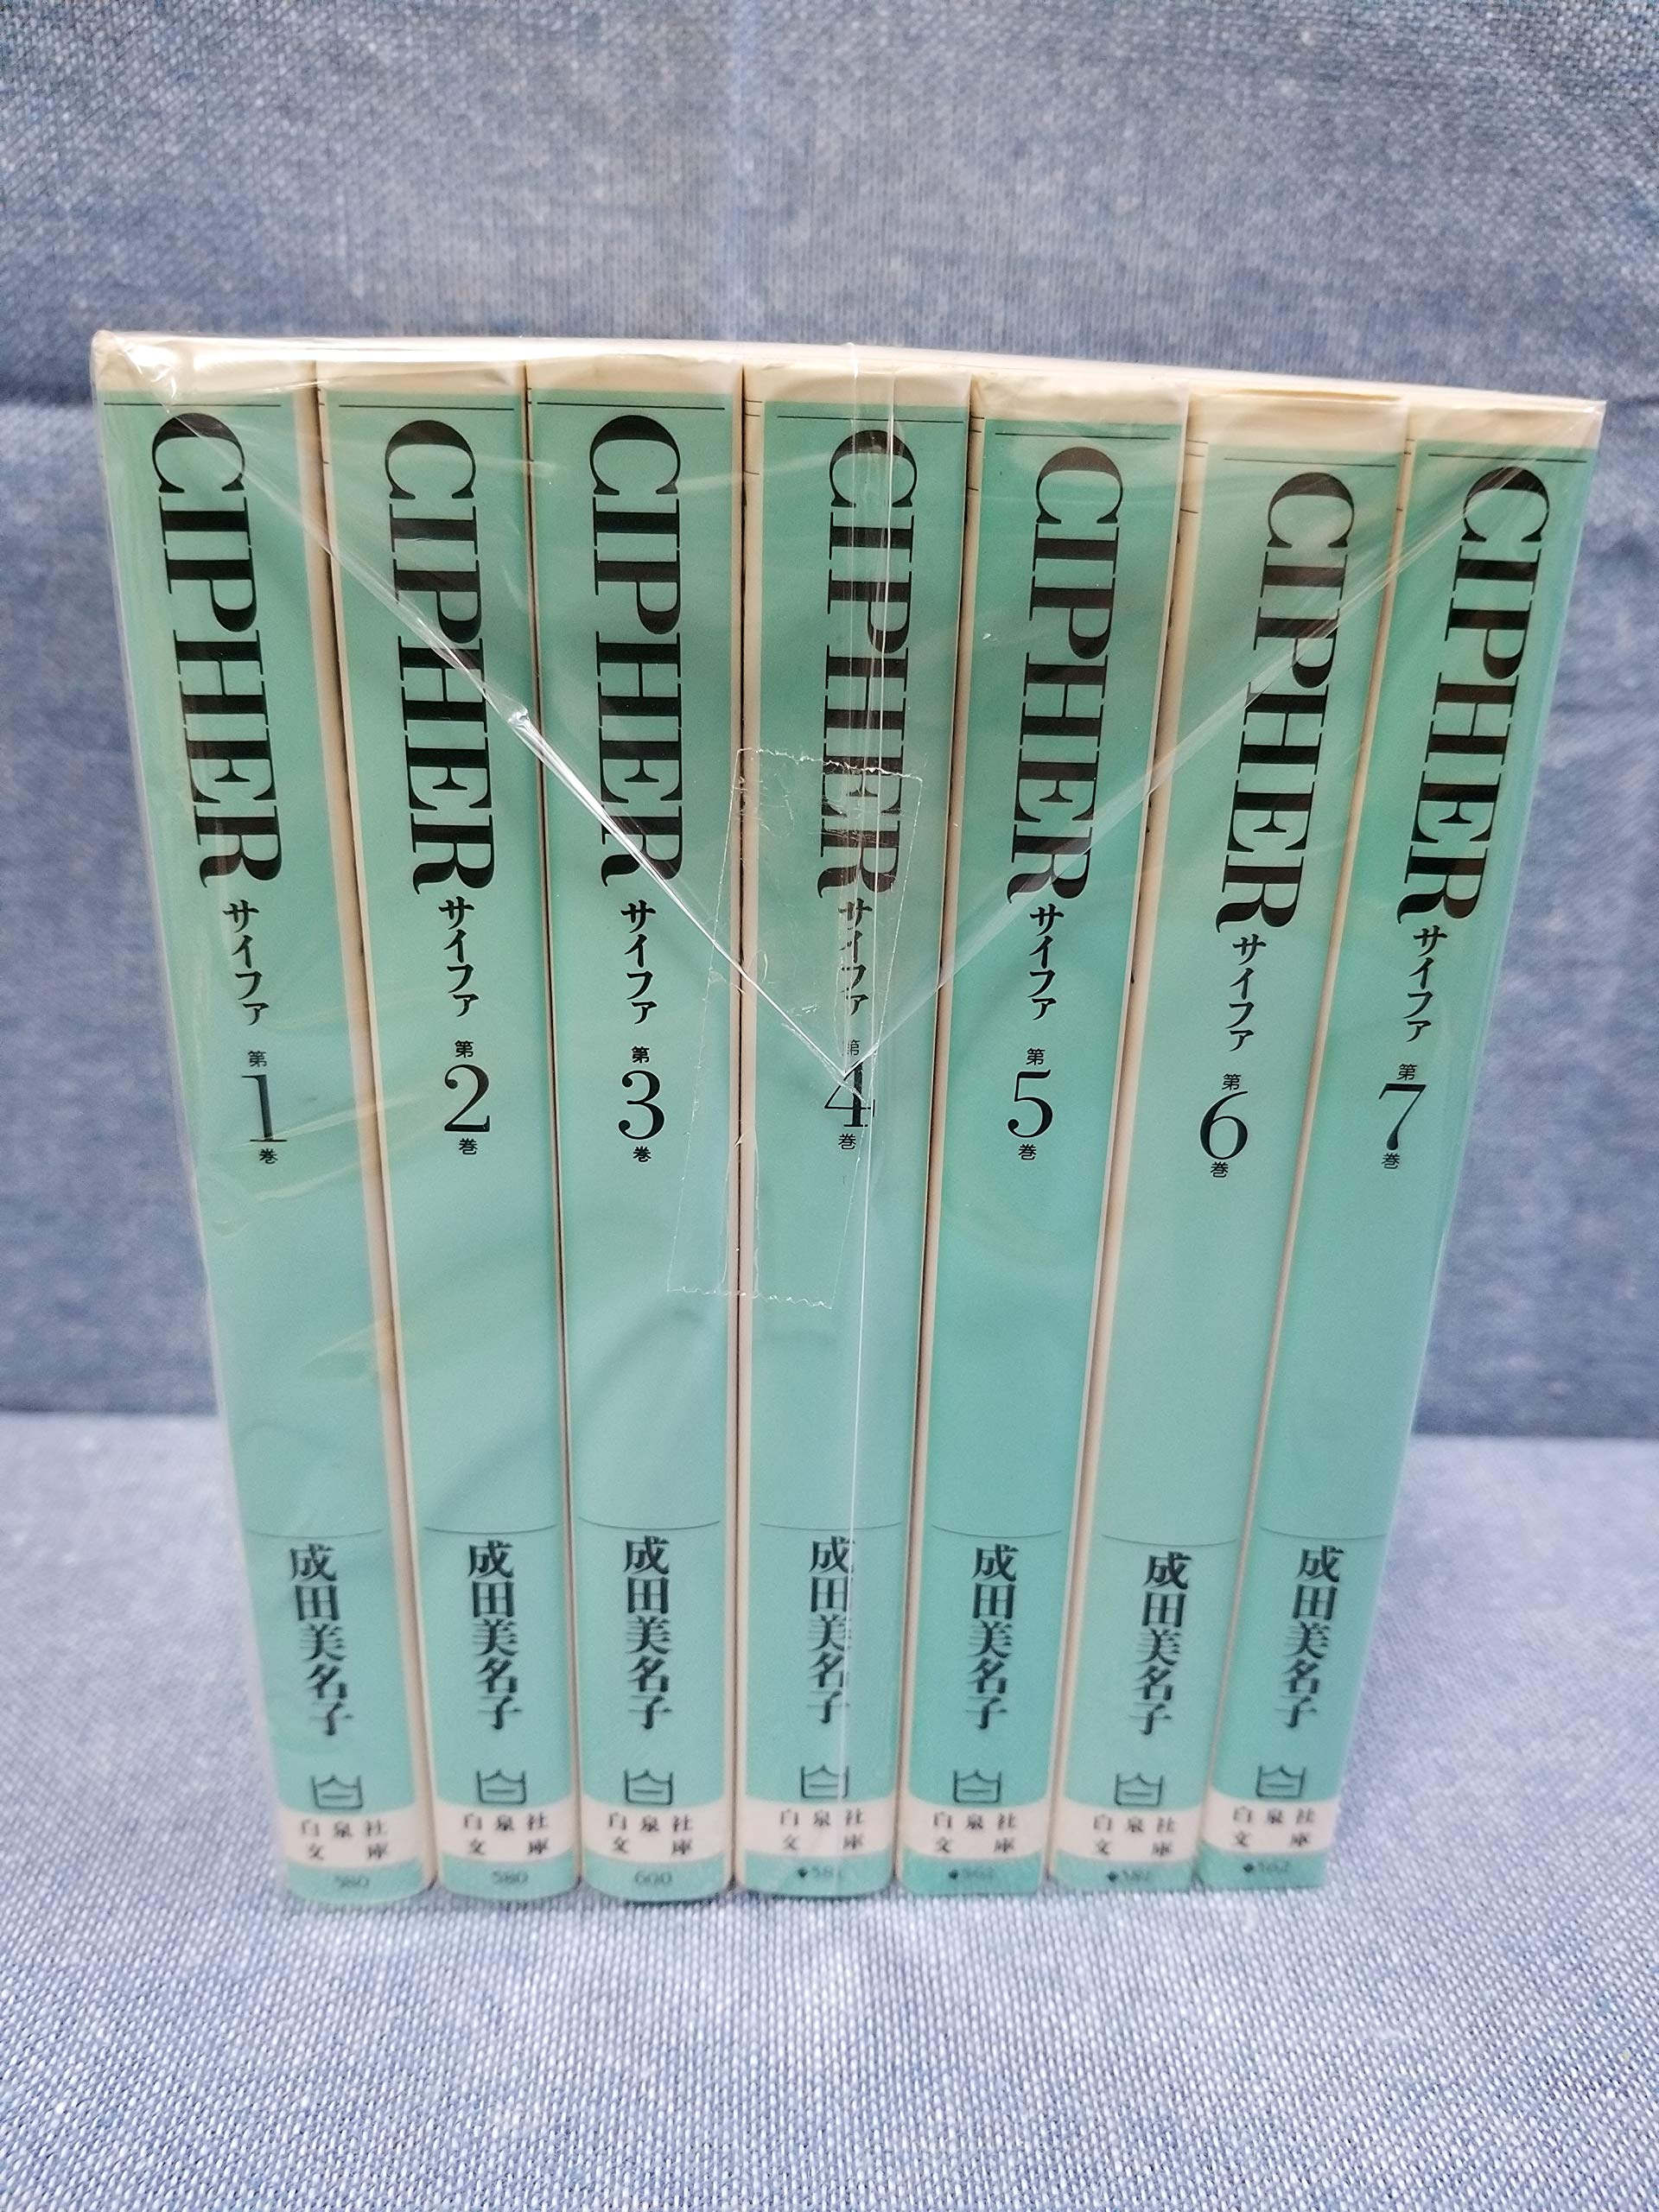 CIPHER サイファ 第1巻
成田美名子
白泉社
文庫
580
CIPHER サイファ 第2巻
成田美名子
白泉社
文庫
580
CIPHER サイファ 第3巻
成田美名子
白泉社
文庫
600
CIPHER サイファ 第4巻
成田美名子
白泉社
文庫
CIPHER サイファ 第5巻
成田美名子
白泉社
文庫
CIPHER サイファ 第6巻
成田美名子
白泉社
文庫
CIPHER サイファ 第7巻
成田美名子
白泉社
文庫